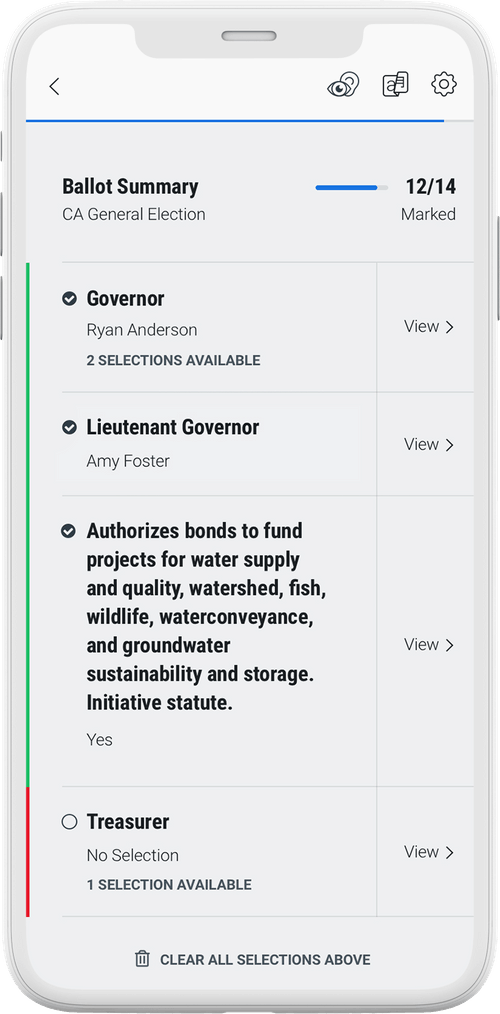 Ballot Summary
12/14
CA General Election
Marked
Governor
Ryan Anderson
2 SELECTIONS AVAILABLE
View
Lieutenant Governor
Amy Foster
View
Authorizes bonds to fund
projects for water supply
and quality, watershed, fish,
wildlife, waterconveyance,
and groundwater
sustainability and storage.
Initiative statute.
Yes
View
Treasurer
No Selection
1 SELECTION AVAILABLE
View
CLEAR ALL SELECTIONS ABOVE